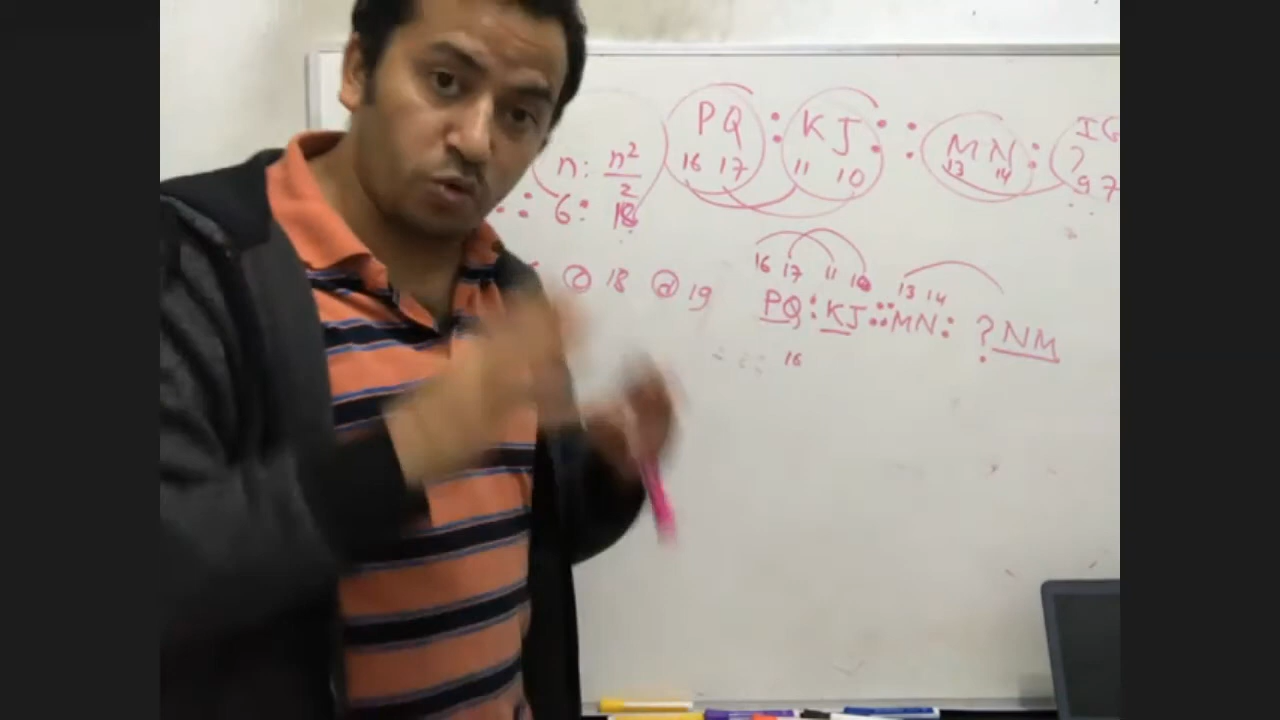 PQ : KJ :: MN : IG
n : n²/2
16 17 11 10 13 14 ?
9 7
:: 6 : 18
16 17 11 10 13 14
@ 18 @ 19
PQ : KJ :: MN : ? NM
16